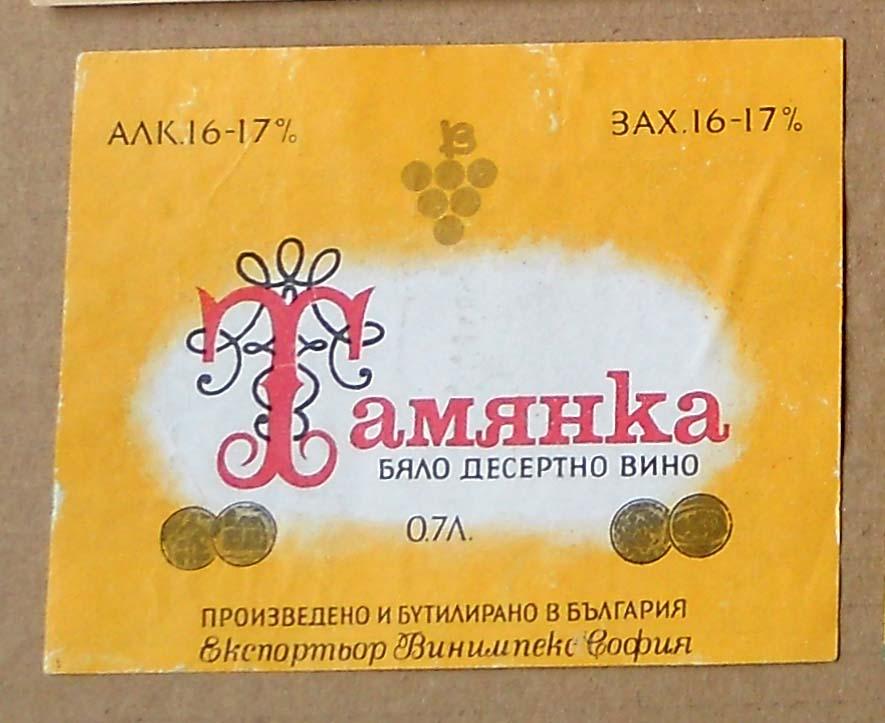 АЛК.16-17%
ЗАХ.16-17%
Тамянка
БЯЛО ДЕСЕРТНО ВИНО
0.7Л.
ПРОИЗВЕДЕНО И БУТИЛИРАНО В БЪЛГАРИЯ
Експортьор Винимпекс София